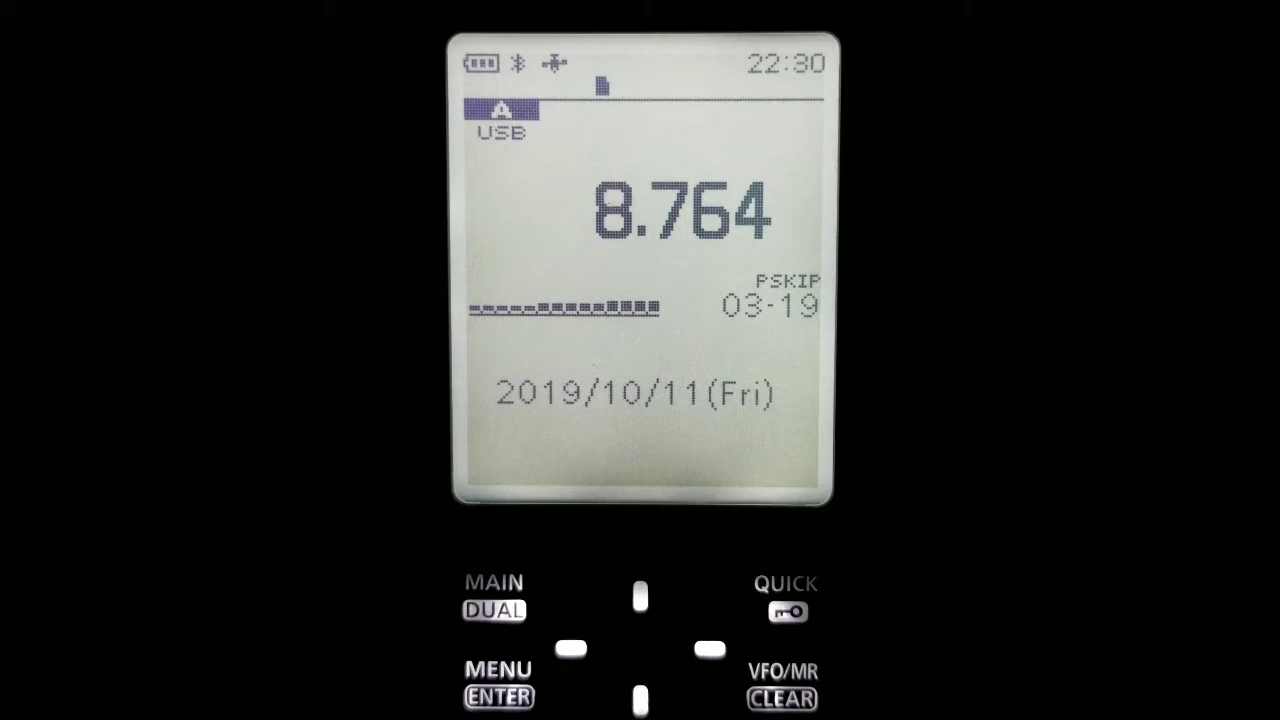 22:30
A
USB
8.764
PSKIP
03-19
2019/10/11(Fri)
MAIN
QUICK
DUAL
MENU
VFO/MR
ENTER
CLEAR